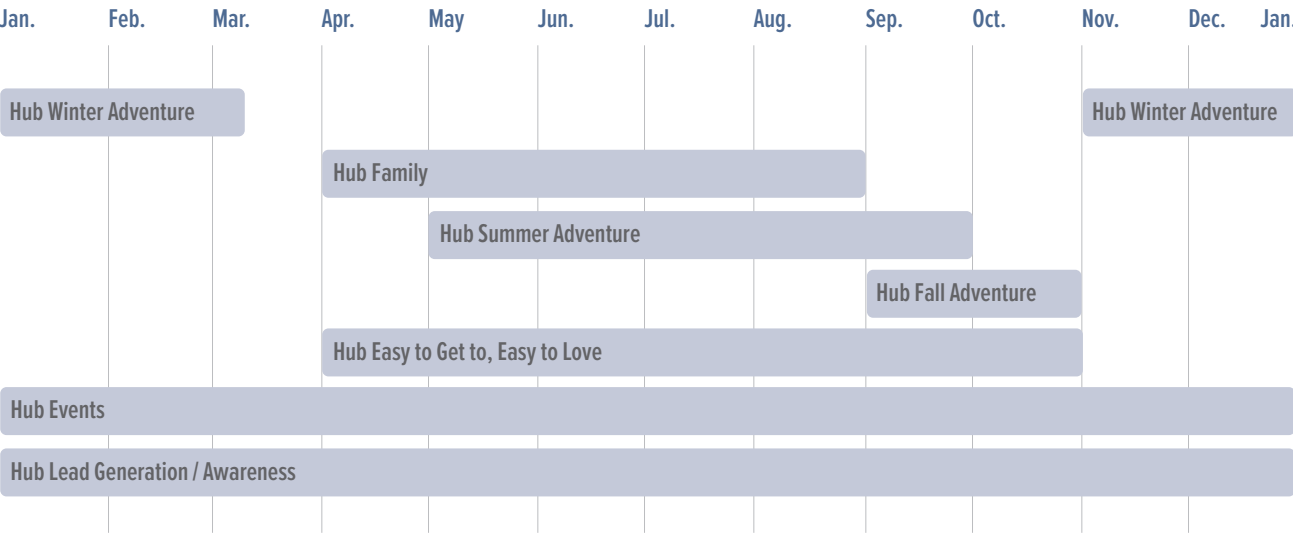 Jan. Feb. Mar. Apr. May Jun. Jul. Aug. Sep. Oct. Nov. Dec. Jan.
Hub Winter Adventure Hub Winter Adventure
Hub Family
Hub Summer Adventure
Hub Fall Adventure
Hub Easy to Get to, Easy to Love
Hub Events
Hub Lead Generation / Awareness